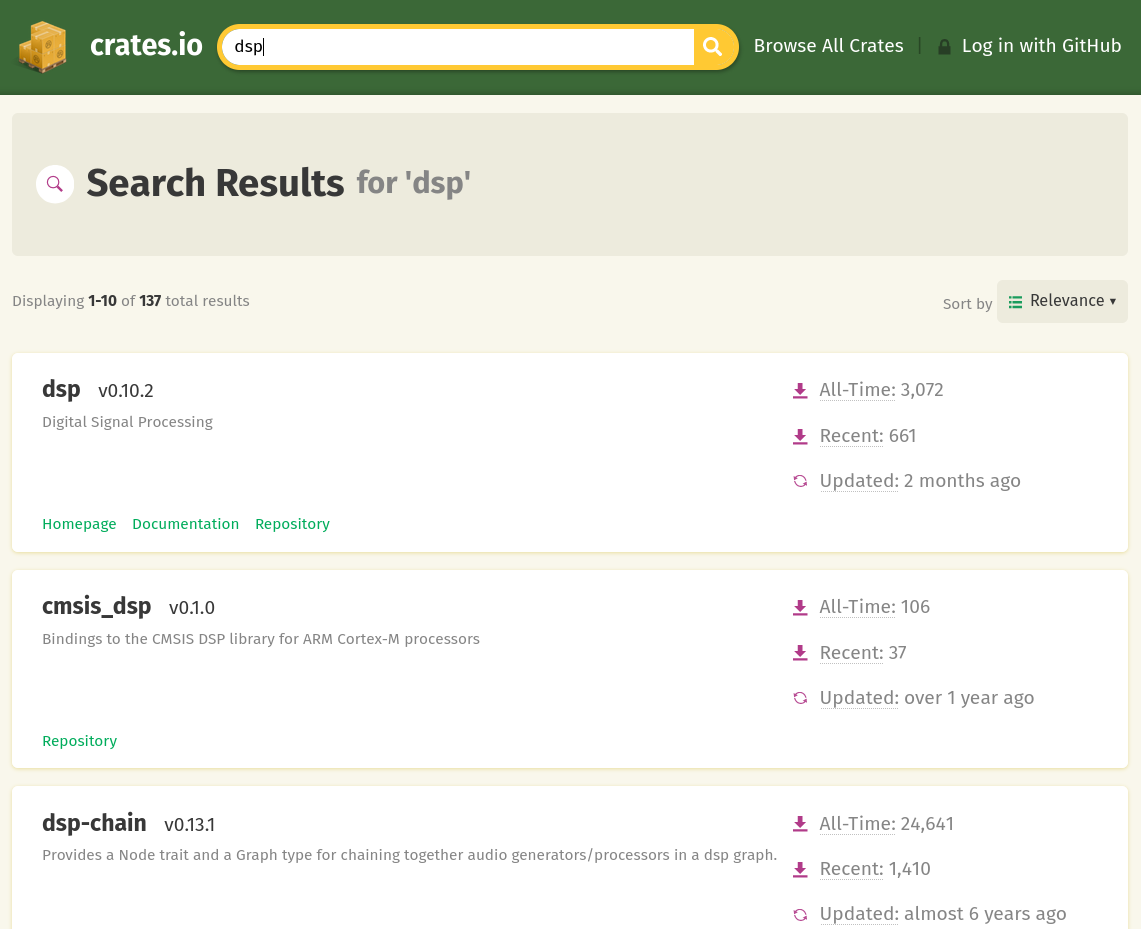 crates.io
dsp
Browse All Crates | Log in with GitHub
Search Results for 'dsp'
Displaying 1-10 of 137 total results
Sort by Relevance ▾
dsp v0.10.2
Digital Signal Processing
All-Time: 3,072
Recent: 661
Updated: 2 months ago
Homepage Documentation Repository
cmsis_dsp v0.1.0
Bindings to the CMSIS DSP library for ARM Cortex-M processors
All-Time: 106
Recent: 37
Updated: over 1 year ago
Repository
dsp-chain v0.13.1
Provides a Node trait and a Graph type for chaining together audio generators/processors in a dsp graph.
All-Time: 24,641
Recent: 1,410
Updated: almost 6 years ago